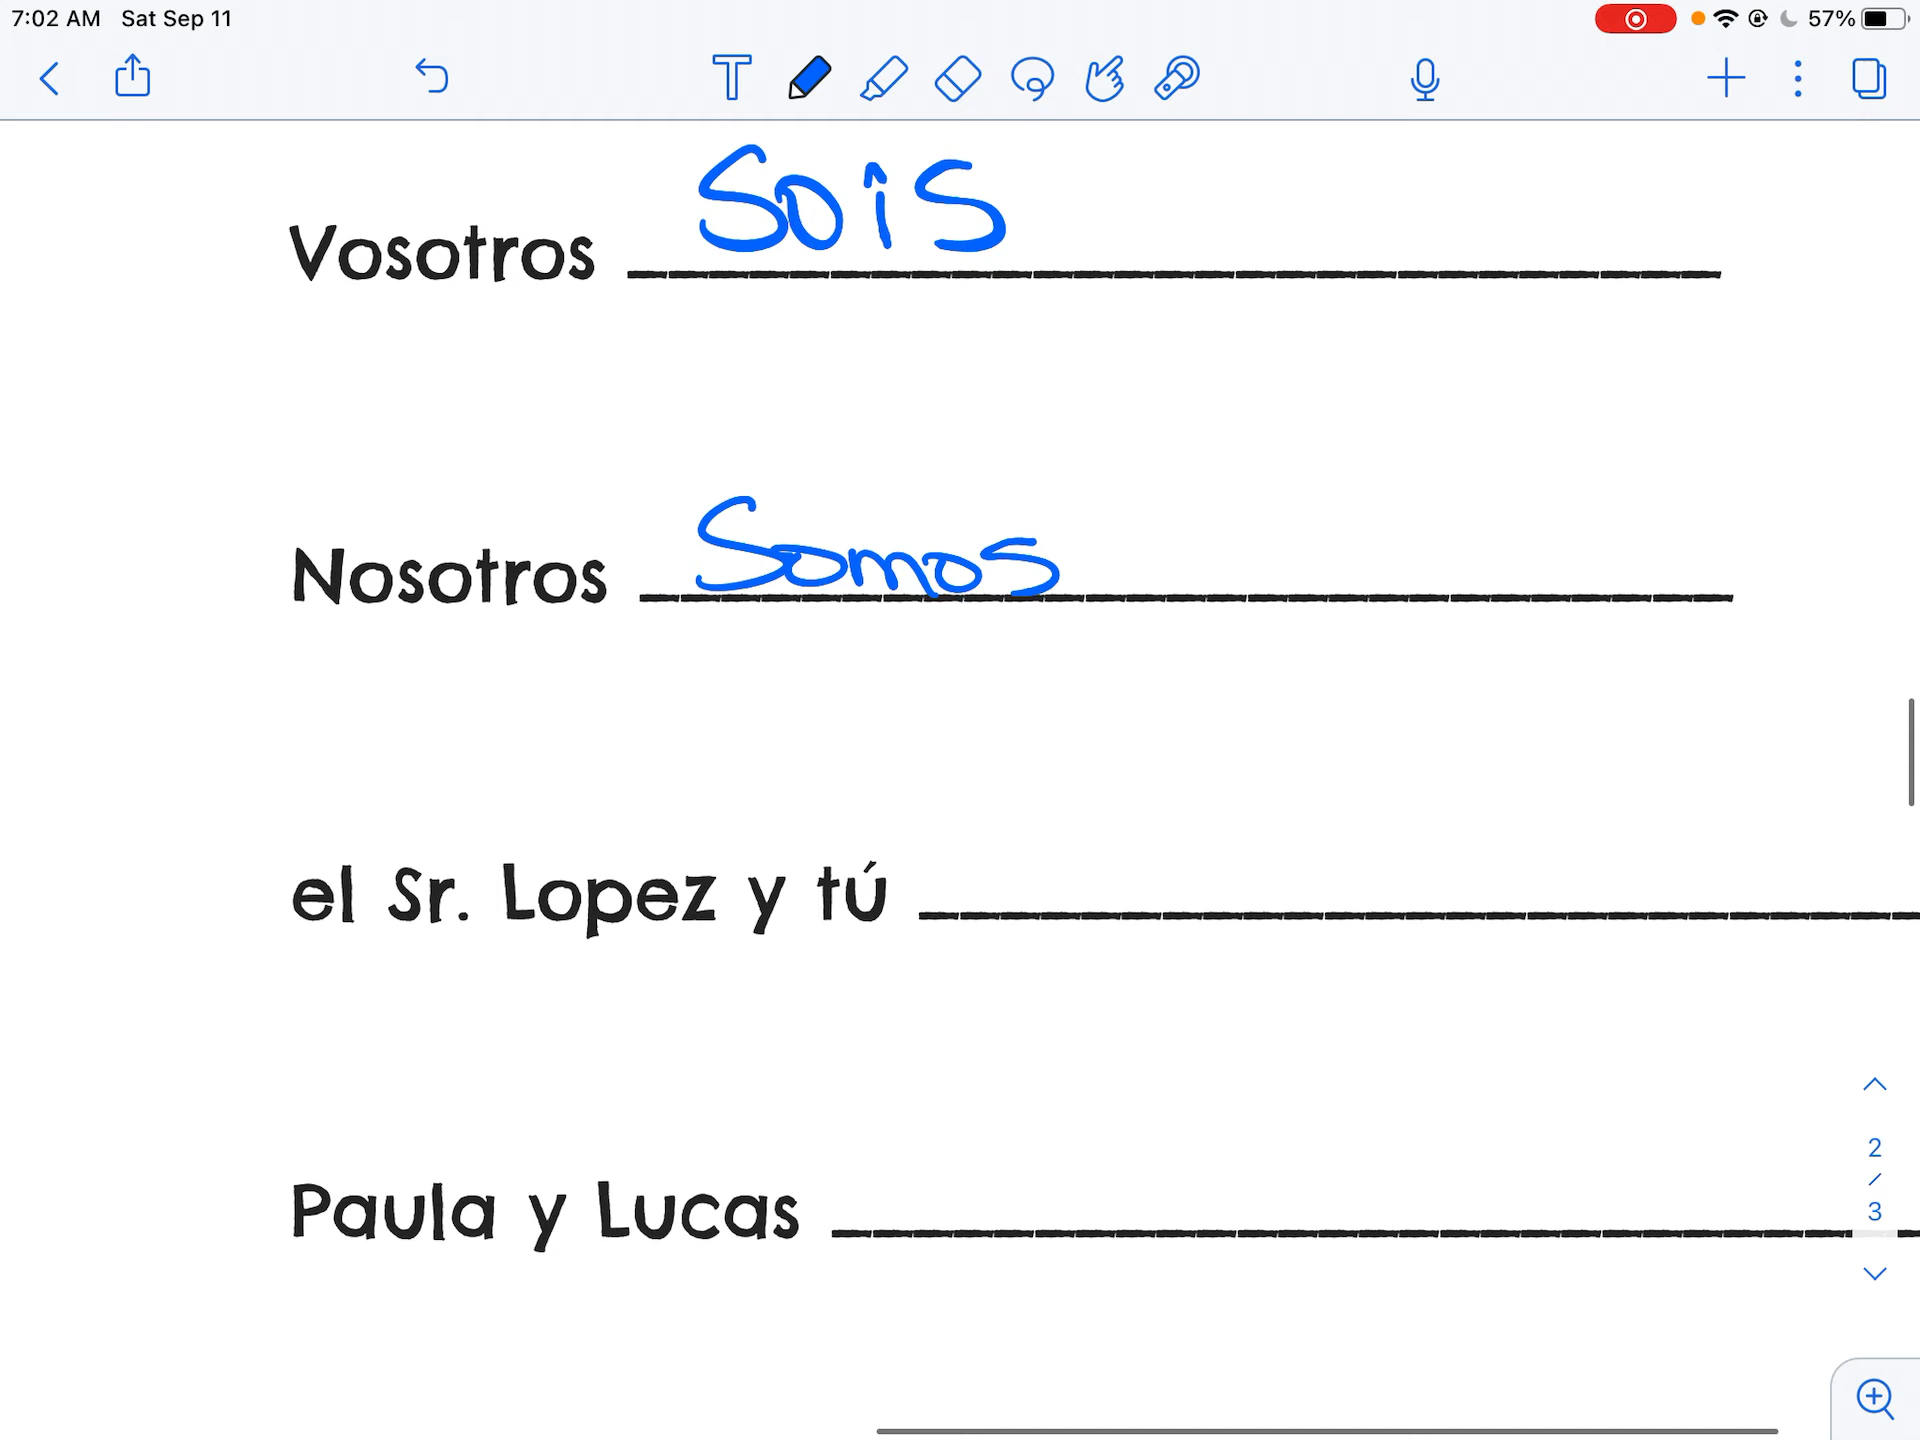 7:02 AM Sat Sep 11 57%
T
Vosotros Sois
Nosotros Somos
el Sr. Lopez y tú
Paula y Lucas
2
/
3